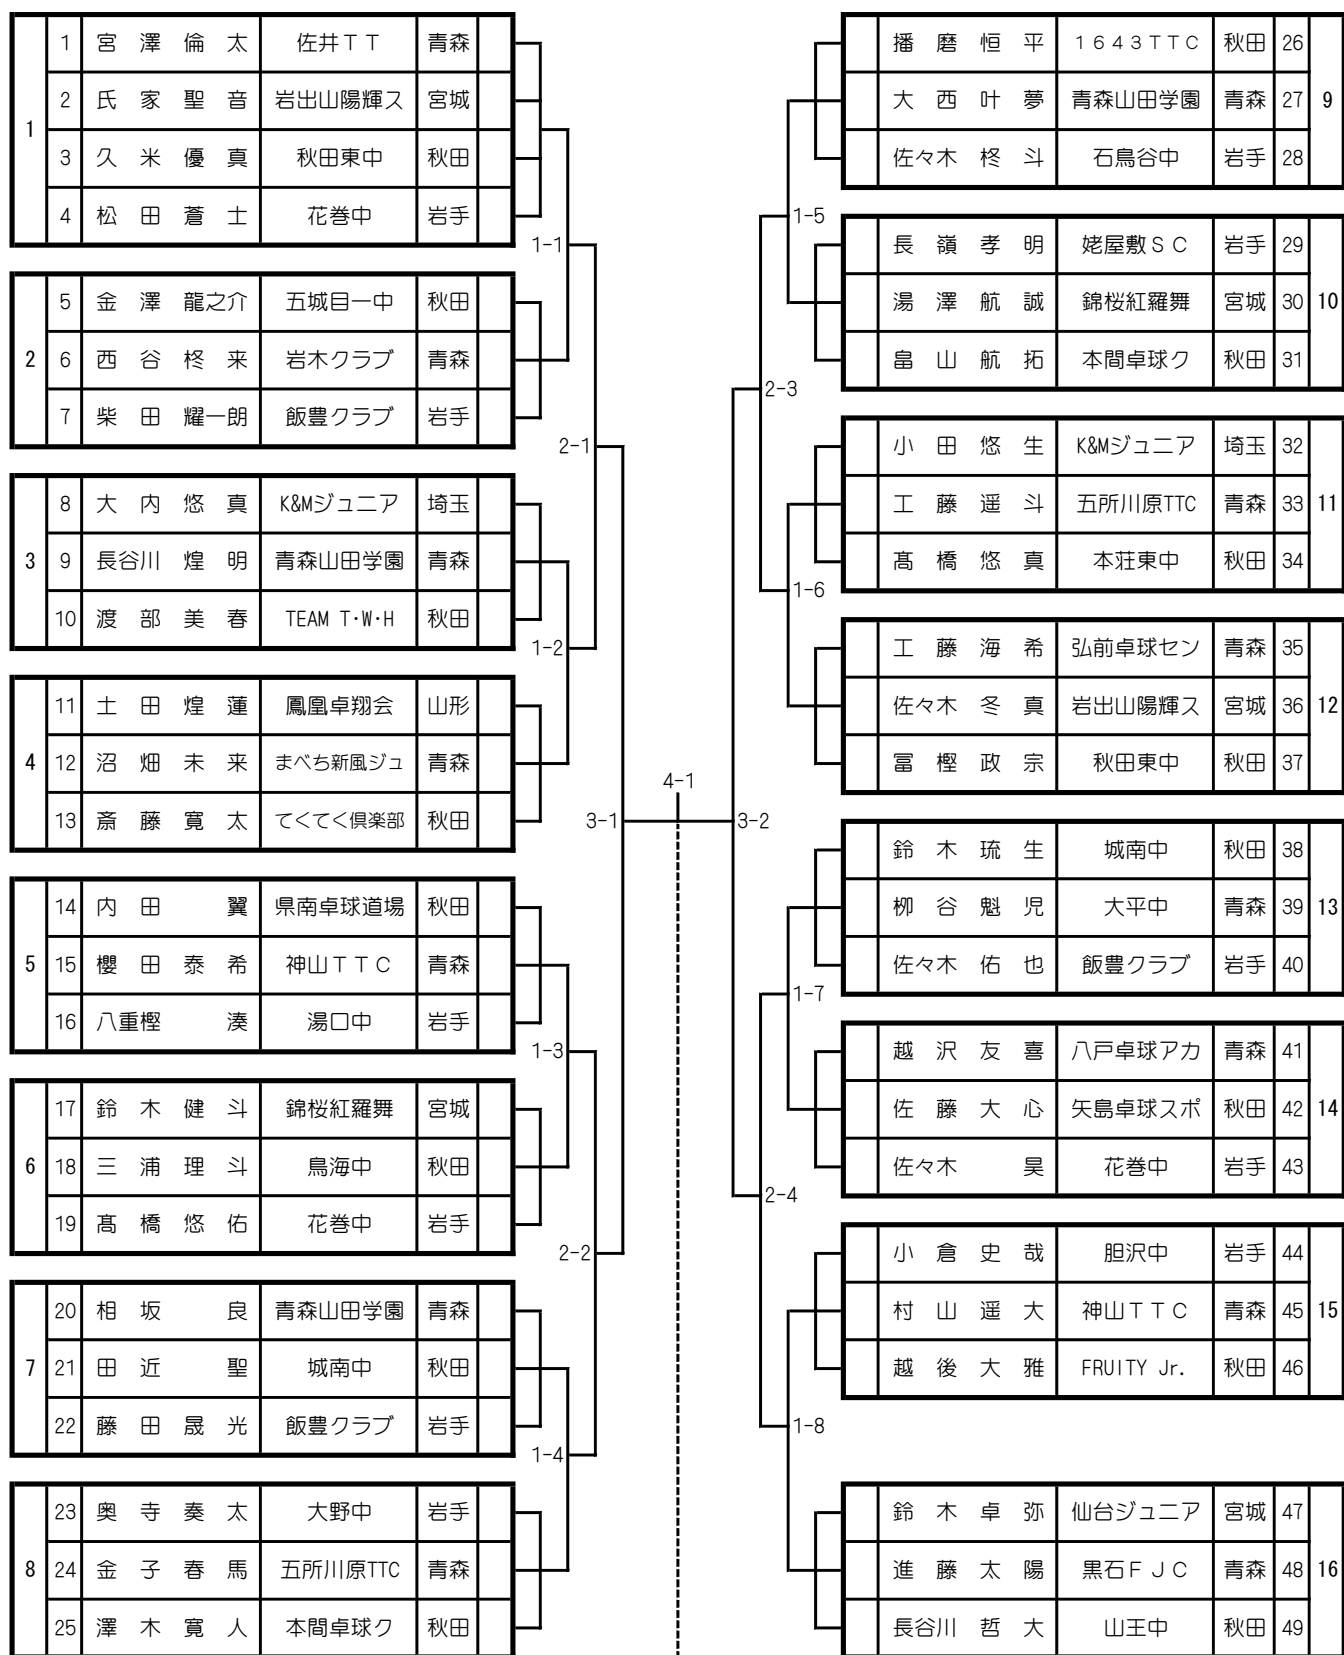 1
1 宮澤倫太 佐井ＴＴ 青森
2 氏家聖音 岩出山陽輝ス 宮城
3 久米優真 秋田東中 秋田
4 松田蒼士 花巻中 岩手
1-1
2
5 金澤龍之介 五城目一中 秋田
6 西谷柊来 岩木クラブ 青森
7 柴田耀一朗 飯豊クラブ 岩手
2-1
3
8 大内悠真 K&Mジュニア 埼玉
9 長谷川煌明 青森山田学園 青森
10 渡部美春 TEAM T･W･H 秋田
1-2
4
11 土田煌蓮 鳳凰卓翔会 山形
12 沼畑未来 まべち新風ジュ 青森
13 斎藤寛太 てくてく倶楽部 秋田
3-1
5
14 内田翼 県南卓球道場 秋田
15 櫻田泰希 神山ＴＴＣ 青森
16 八重樫湊 湯口中 岩手
1-3
6
17 鈴木健斗 錦桜紅羅舞 宮城
18 三浦理斗 鳥海中 秋田
19 髙橋悠佑 花巻中 岩手
2-2
7
20 相坂良 青森山田学園 青森
21 田近聖 城南中 秋田
22 藤田晟光 飯豊クラブ 岩手
1-4
8
23 奥寺奏太 大野中 岩手
24 金子春馬 五所川原TTC 青森
25 澤木寛人 本間卓球ク 秋田
4-1
播磨恒平 １６４３ＴＴＣ 秋田 26
大西叶夢 青森山田学園 青森 27
佐々木柊斗 石鳥谷中 岩手 28
9
1-5
長嶺孝明 姥屋敷ＳＣ 岩手 29
湯澤航誠 錦桜紅羅舞 宮城 30
畠山航拓 本間卓球ク 秋田 31
10
2-3
小田悠生 K&Mジュニア 埼玉 32
工藤遥斗 五所川原TTC 青森 33
髙橋悠真 本荘東中 秋田 34
11
1-6
工藤海希 弘前卓球セン 青森 35
佐々木冬真 岩出山陽輝ス 宮城 36
冨樫政宗 秋田東中 秋田 37
12
3-2
鈴木琉生 城南中 秋田 38
柳谷魁児 大平中 青森 39
佐々木佑也 飯豊クラブ 岩手 40
13
1-7
越沢友喜 八戸卓球アカ 青森 41
佐藤大心 矢島卓球スポ 秋田 42
佐々木昊 花巻中 岩手 43
14
2-4
小倉史哉 胆沢中 岩手 44
村山遥大 神山ＴＴＣ 青森 45
越後大雅 FRUITY Jr. 秋田 46
15
1-8
鈴木卓弥 仙台ジュニア 宮城 47
進藤太陽 黒石ＦＪＣ 青森 48
長谷川哲大 山王中 秋田 49
16